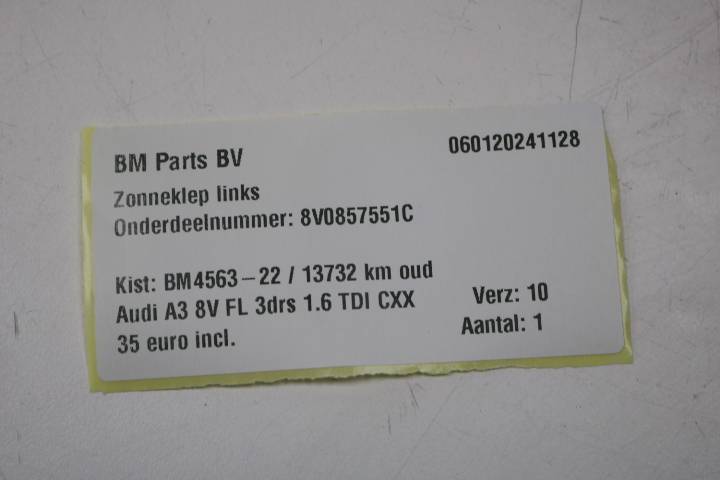 BM Parts BV
060120241128
Zonneklep links
Onderdeelnummer: 8V0857551C
Kist: BM4563-22 / 13732 km oud
Audi A3 8V FL 3drs 1.6 TDI CXX
Verz: 10
35 euro incl.
Aantal: 1